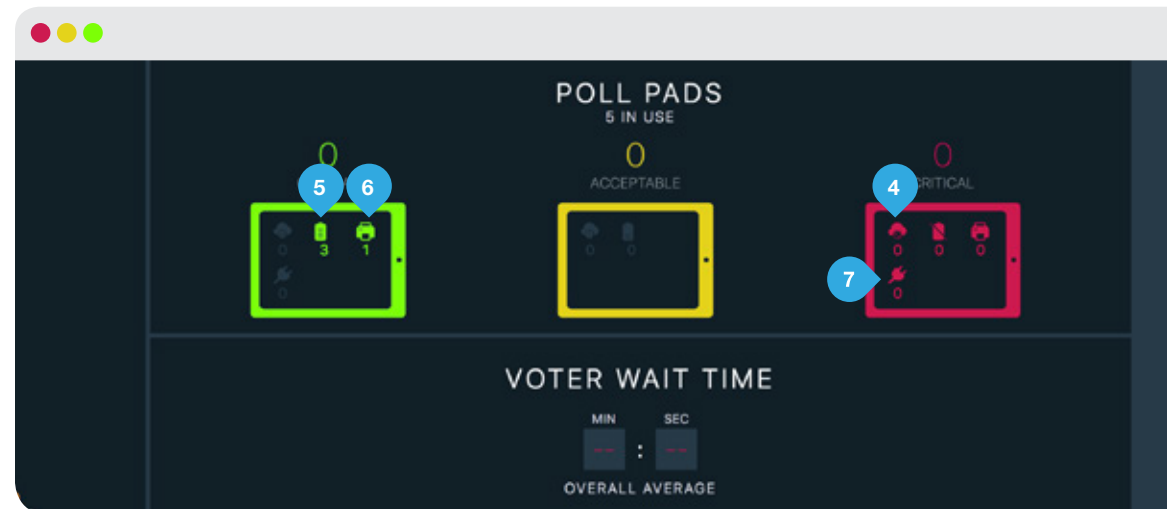 POLL PADS
5 IN USE
0 0 0
5 6 ACCEPTABLE 4 CRITICAL
0 3 1 0 0 0 0 0
7
0 0
VOTER WAIT TIME
MIN SEC
-- : --
OVERALL AVERAGE